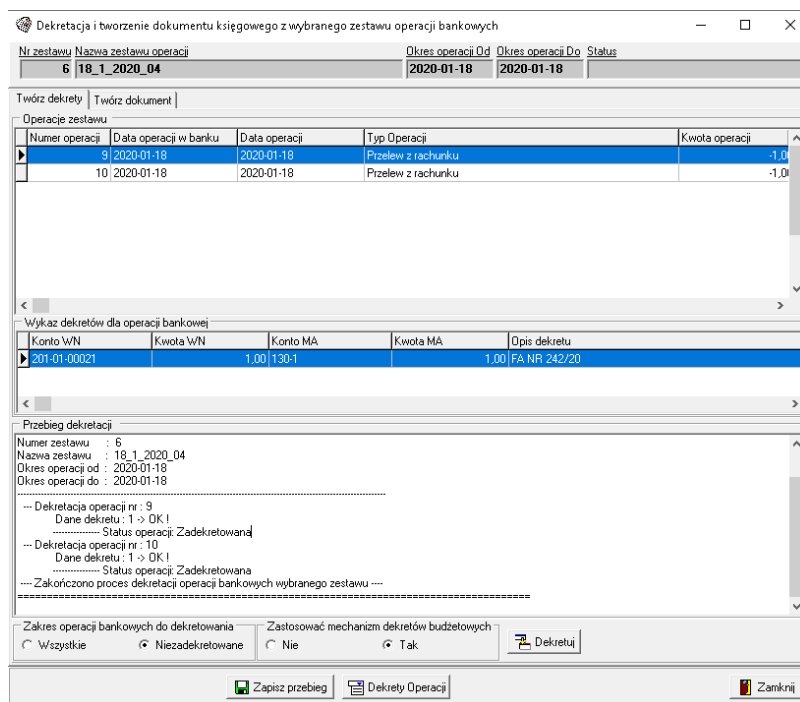 Dekretacja i tworzenie dokumentu księgowego z wybranego zestawu operacji bankowych
Nr zestawu Nazwa zestawu operacji Okres operacji Od Okres operacji Do Status
6 18_1_2020_04 2020-01-18 2020-01-18
Twórz dekrety Twórz dokument
Operacje zestawu
Numer operacji Data operacji w banku Data operacji Typ Operacji Kwota operacji
9 2020-01-18 2020-01-18 Przelew z rachunku -1,00
10 2020-01-18 2020-01-18 Przelew z rachunku -1,00
Wykaz dekretów dla operacji bankowej
Konto WN Kwota WN Konto MA Kwota MA Opis dekretu
201-01-00021 1,00 130-1 1,00 FA NR 242/20
Przebieg dekretacji
Numer zestawu : 6
Nazwa zestawu : 18_1_2020_04
Okres operacji od : 2020-01-18
Okres operacji do : 2020-01-18
--- Dekretacja operacji nr : 9
Dane dekretu : 1 -> OK !
--------------- Status operacji: Zadekretowana
--- Dekretacja operacji nr : 10
Dane dekretu : 1 -> OK !
--------------- Status operacji: Zadekretowana
---- Zakończono proces dekretacji operacji bankowych wybranego zestawu ----
Zakres operacji bankowych do dekretowania Zastosować mechanizm dekretów budżetowych
Wszystkie Niezadekretowane Nie Tak Dekretuj
Zapisz przebieg Dekrety Operacji Zamknij